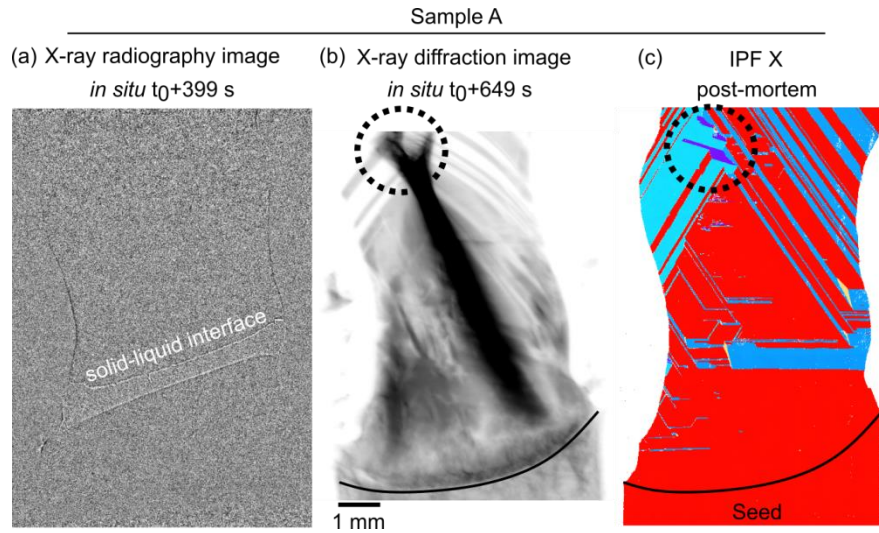 Sample A
(a) X-ray radiography image
in situ t0+399 s
(b) X-ray diffraction image
in situ t0+649 s
(c) IPF X
post-mortem
solid-liquid interface
1 mm
Seed